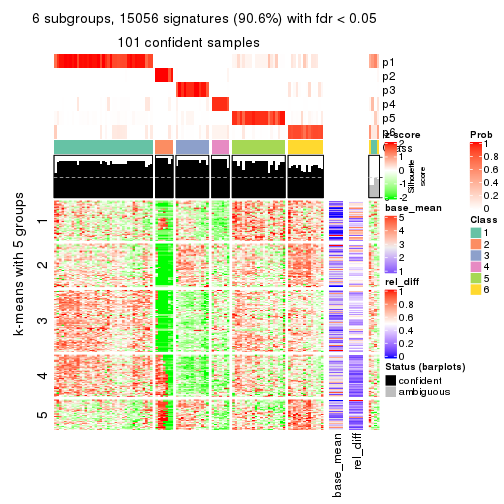 6 subgroups, 15056 signatures (90.6%) with fdr < 0.05
101 confident samples
p1
p2
p3
p4
p5
p6
Class
Silhouette
score
k-means with 5 groups
1
2
3
4
5
base_mean
rel_diff
z-score
2
1
0
-1
-2
base_mean
5
4
3
2
1
rel_diff
1
0.8
0.6
0.4
0.2
0
Status (barplots)
confident
ambiguous
Prob
1
0.8
0.6
0.4
0.2
0
Class
1
2
3
4
5
6